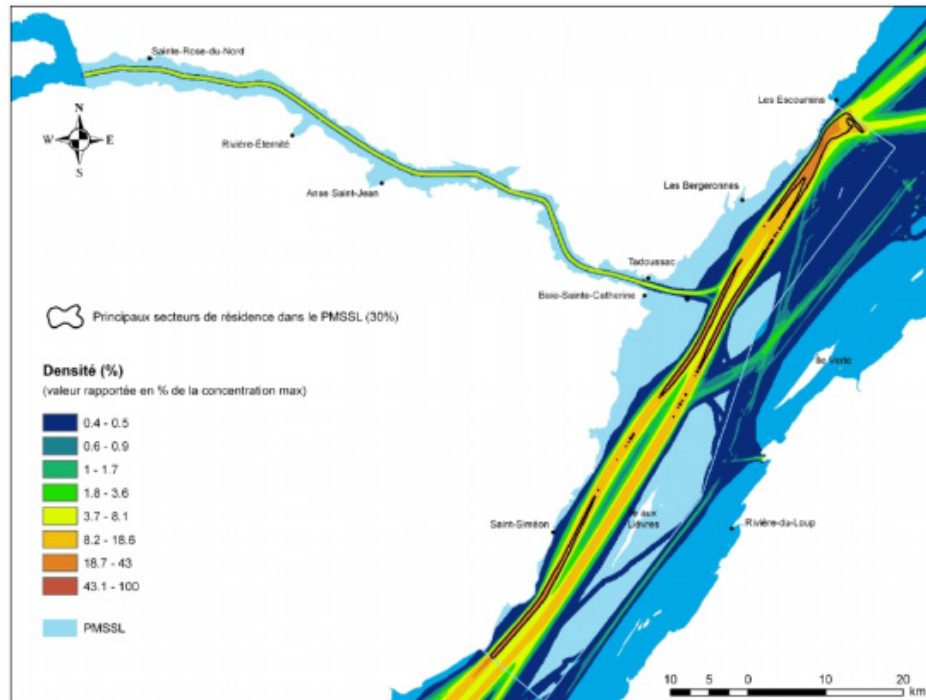 Sainte-Rose-du-Nord
Les Escoumins
N
W E
S
Rivière-Éternité
Anse Saint-Jean
Les Bergeronnes
Tadoussac
Baie-Sainte-Catherine
Principaux secteurs de résidence dans le PMSSL (30%)
Île Verte
Densité (%)
(valeur rapportée en % de la concentration max)
0.4 - 0.5
0.6 - 0.9
1 - 1.7
1.8 - 3.6
3.7 - 8.1
8.2 - 18.6
18.7 - 43
43.1 - 100
PMSSL
Saint-Siméon
aux
Lièvres
Rivière-du-Loup
10 5 0 10 20
km